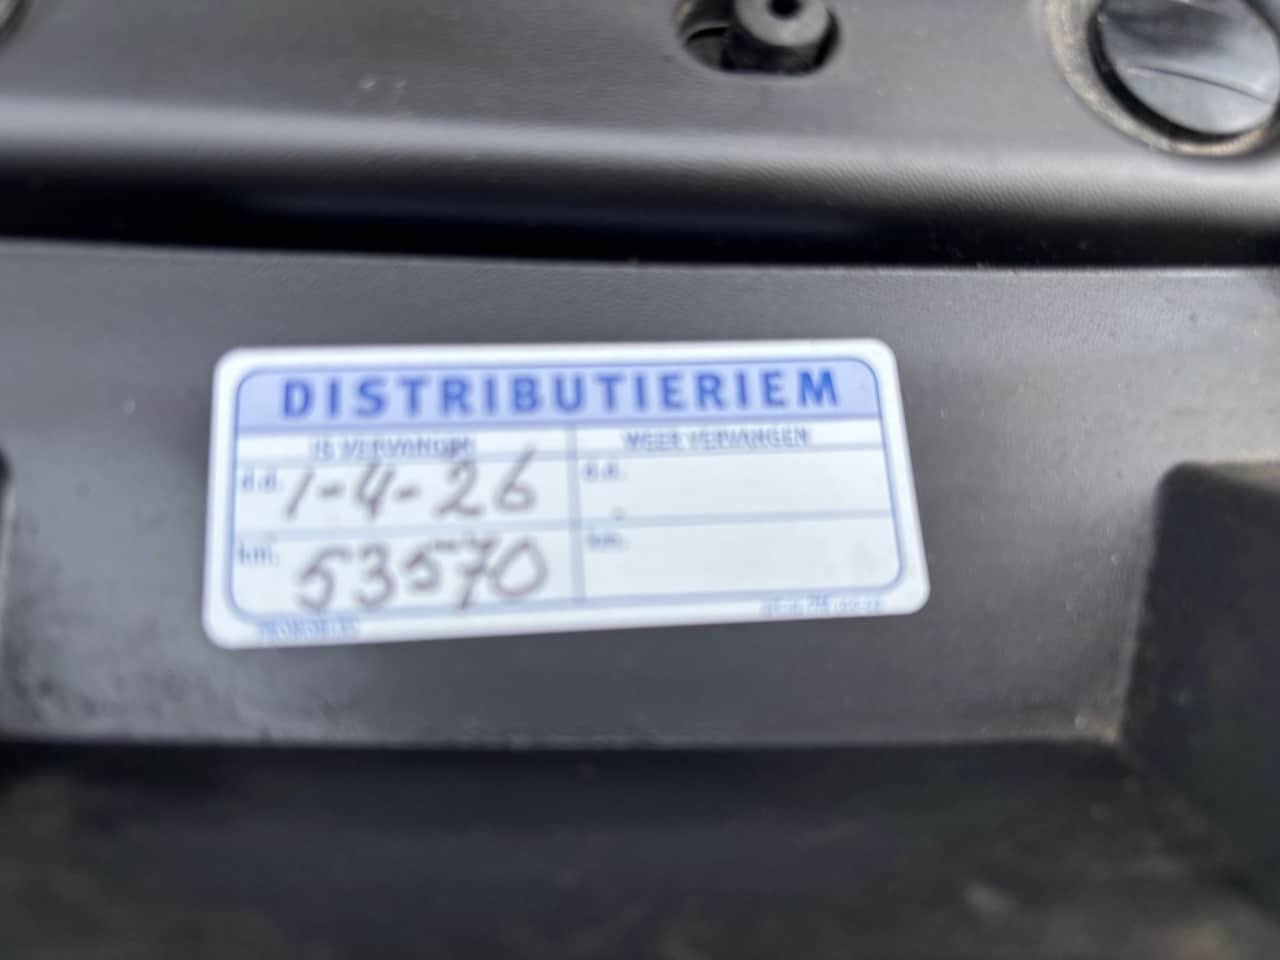 DISTRIBUTIERIEM
IS VERVANGEN WEER VERVANGEN
d.d. 1-4-26 d.d.
km. 53570 km.